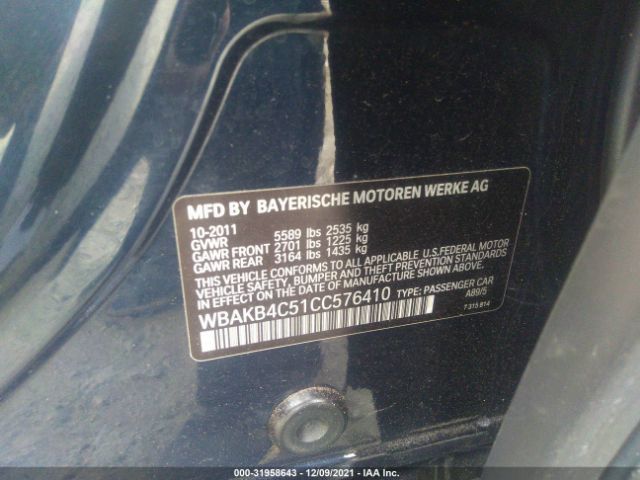 MFD BY BAYERISCHE MOTOREN WERKE AG
10-2011
GVWR 5589 lbs 2535 kg
GAWR FRONT 2701 lbs 1225 kg
GAWR REAR 3164 lbs 1435 kg
THIS VEHICLE CONFORMS TO ALL APPLICABLE U.S.FEDERAL MOTOR
VEHICLE SAFETY, BUMPER AND THEFT PREVENTION STANDARDS IN
EFFECT ON THE DATE OF MANUFACTURE SHOWN ABOVE.
WBAKB4C51CC576410 TYPE: PASSENGER CAR
A89/5
7 315 814
000-31958643 - 12/09/2021 - IAA Inc.